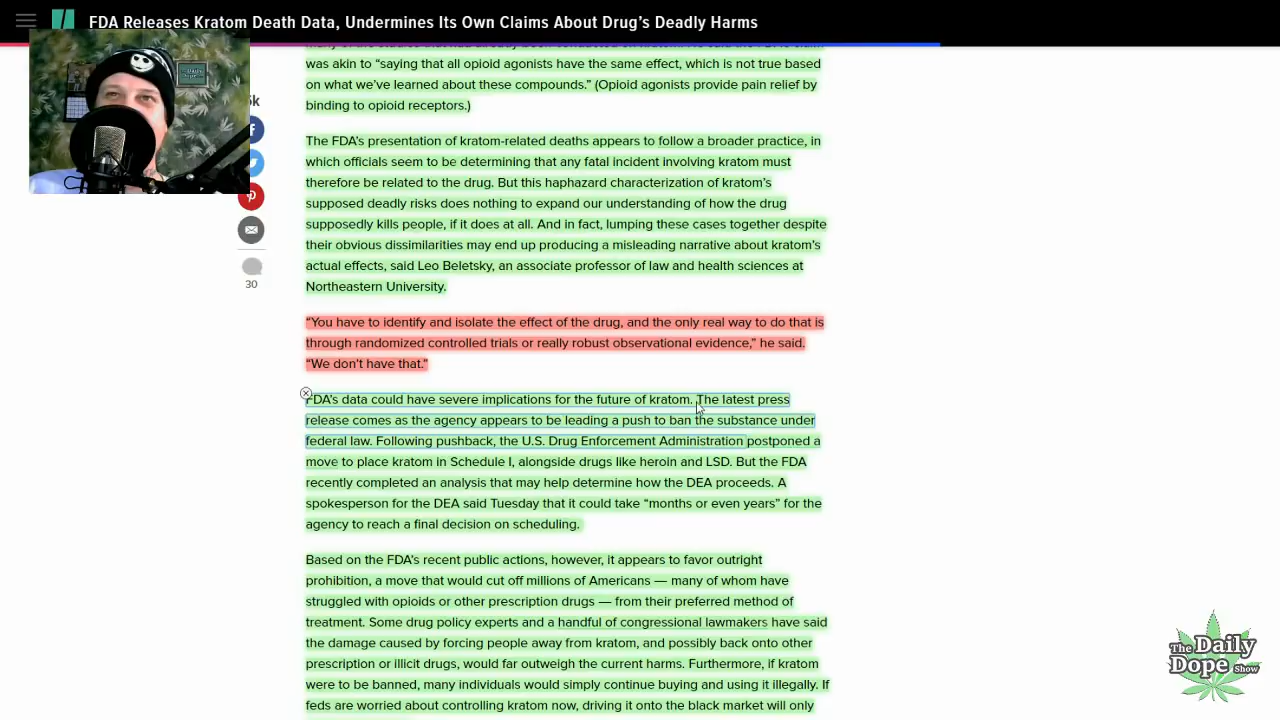 FDA Releases Kratom Death Data, Undermines Its Own Claims About Drug's Deadly Harms
was akin to “saying that all opioid agonists have the same effect, which is not true based
on what we've learned about these compounds.” (Opioid agonists provide pain relief by
binding to opioid receptors.)
The FDA's presentation of kratom-related deaths appears to follow a broader practice, in
which officials seem to be determining that any fatal incident involving kratom must
therefore be related to the drug. But this haphazard characterization of kratom's
supposed deadly risks does nothing to expand our understanding of how the drug
supposedly kills people, if it does at all. And in fact, lumping these cases together despite
their obvious dissimilarities may end up producing a misleading narrative about kratom's
actual effects, said Leo Beletsky, an associate professor of law and health sciences at
Northeastern University.
“You have to identify and isolate the effect of the drug, and the only real way to do that is
through randomized controlled trials or really robust observational evidence,” he said.
“We don't have that.”
FDA's data could have severe implications for the future of kratom. The latest press
release comes as the agency appears to be leading a push to ban the substance under
federal law. Following pushback, the U.S. Drug Enforcement Administration postponed a
move to place kratom in Schedule I, alongside drugs like heroin and LSD. But the FDA
recently completed an analysis that may help determine how the DEA proceeds. A
spokesperson for the DEA said Tuesday that it could take “months or even years” for the
agency to reach a final decision on scheduling.
Based on the FDA's recent public actions, however, it appears to favor outright
prohibition, a move that would cut off millions of Americans — many of whom have
struggled with opioids or other prescription drugs — from their preferred method of
treatment. Some drug policy experts and a handful of congressional lawmakers have said
the damage caused by forcing people away from kratom, and possibly back onto other
prescription or illicit drugs, would far outweigh the current harms. Furthermore, if kratom
were to be banned, many individuals would simply continue buying and using it illegally. If
feds are worried about controlling kratom now, driving it onto the black market will only
30
The Daily
Dope Show